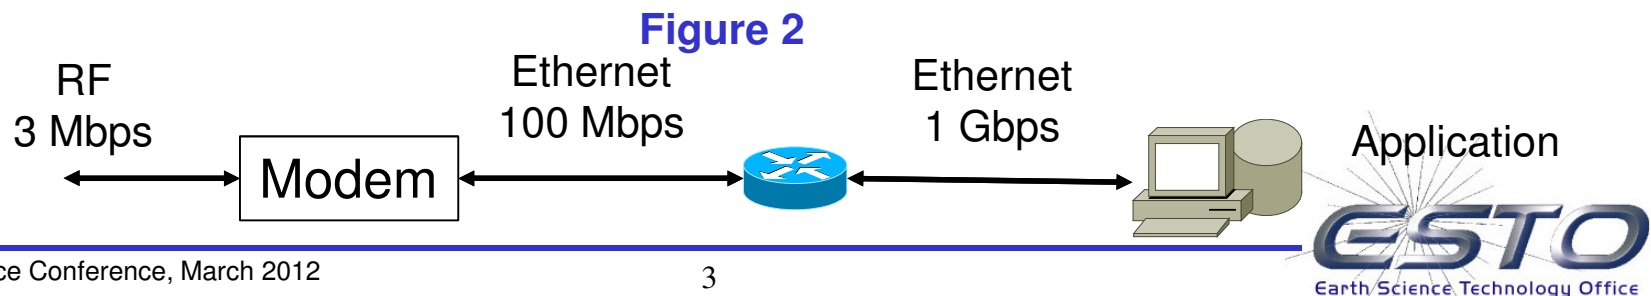 Figure 2
RF
3 Mbps
Modem
Ethernet
100 Mbps
Ethernet
1 Gbps
Application
ce Conference, March 2012
3
ESTO
Earth Science Technology Office